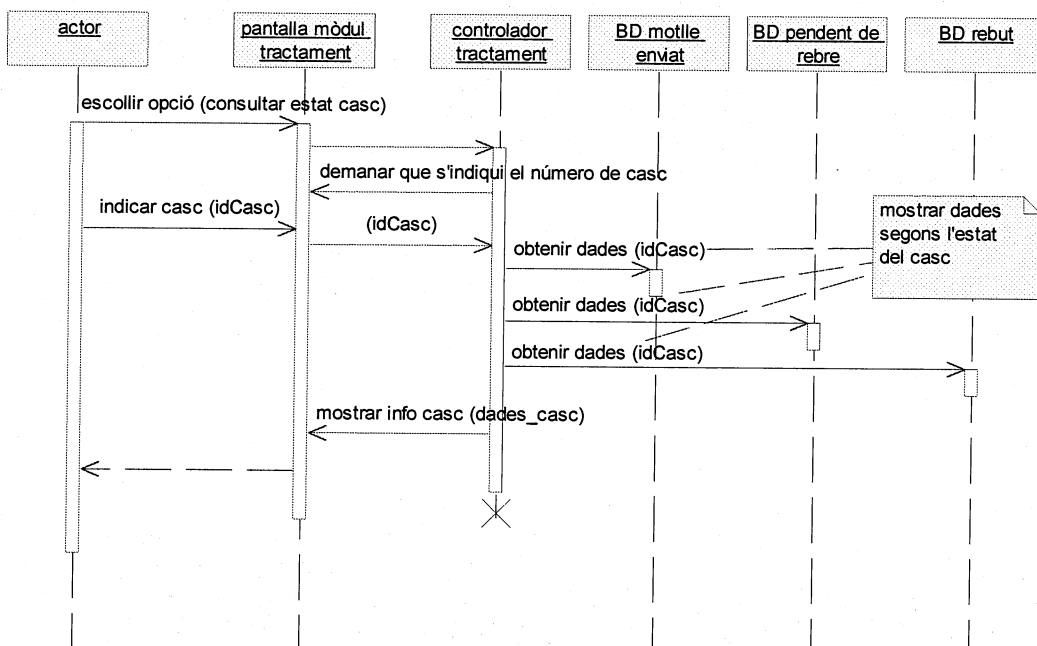 actor
pantalla mòdul
tractament
controlador
tractament
BD motlle
enviat
BD pendent de
rebre
BD rebut
escollir opció (consultar estat casc)
demanar que s'indiqui el número de casc
indicar casc (idCasc)
(idCasc)
mostrar dades
segons l'estat
del casc
obtenir dades (idCasc)
obtenir dades (idCasc)
obtenir dades (idCasc)
mostrar info casc (dades_casc)